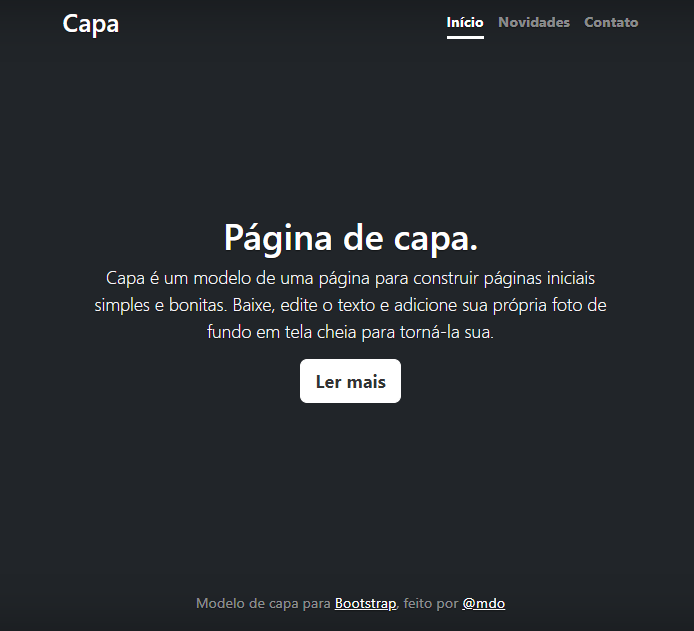 Capa
Início Novidades Contato
Página de capa.
Capa é um modelo de uma página para construir páginas iniciais
simples e bonitas. Baixe, edite o texto e adicione sua própria foto de
fundo em tela cheia para torná-la sua.
Ler mais
Modelo de capa para Bootstrap, feito por @mdo